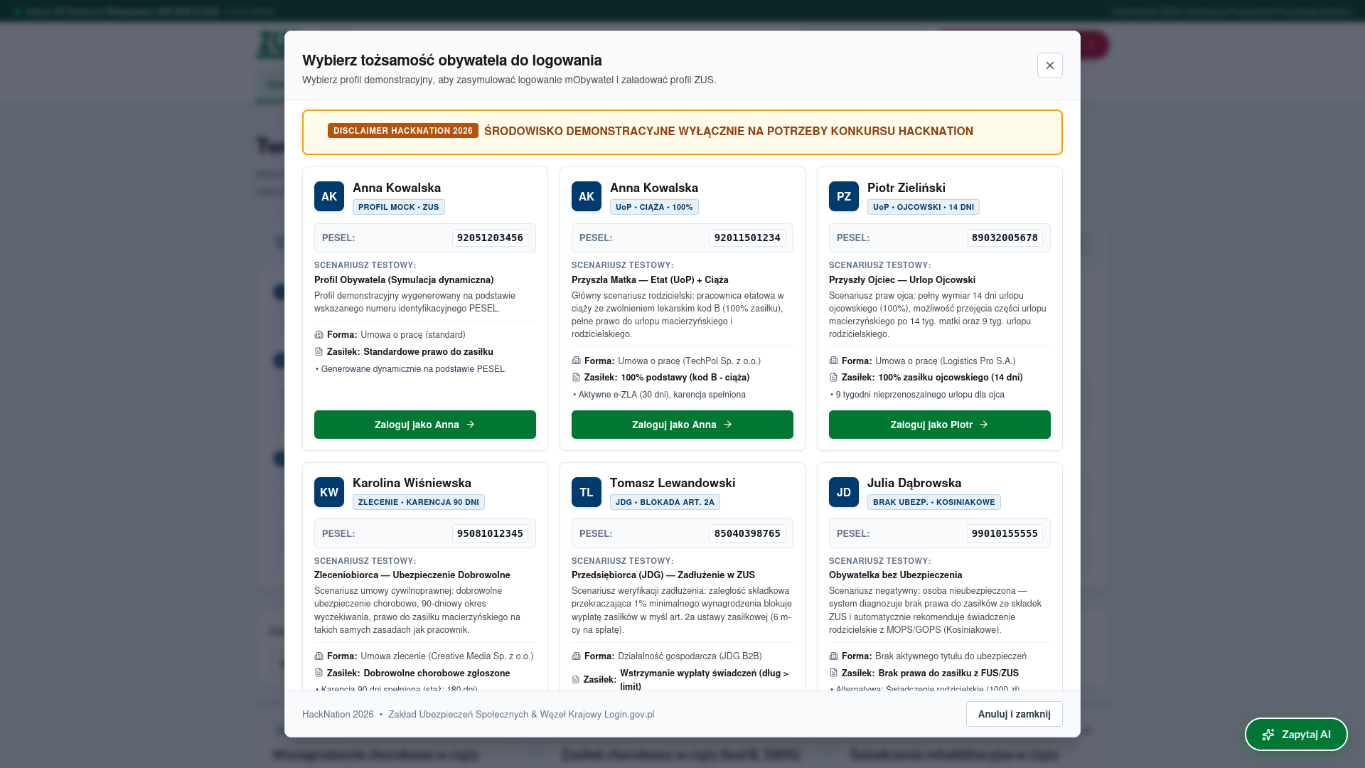 Wybierz tożsamość obywatela do logowania
Wybierz profil demonstracyjny, aby zasymulować logowanie mObywatel i załadować profil ZUS.
DISCLAIMER HACKNATION 2026 ŚRODOWISKO DEMONSTRACYJNE WYŁĄCZNIE NA POTRZEBY KONKURSU HACKNATION
AK
Anna Kowalska
PROFIL MOCK • ZUS
PESEL: 92051203456
SCENARIUSZ TESTOWY:
Profil Obywatela (Symulacja dynamiczna)
Profil demonstracyjny wygenerowany na podstawie
wskazanego numeru identyfikacyjnego PESEL.
Forma: Umowa o pracę (standard)
Zasiłek: Standardowe prawo do zasiłku
• Generowane dynamicznie na podstawie PESEL
Zaloguj jako Anna →
AK
Anna Kowalska
UoP • CIĄŻA • 100%
PESEL: 92011501234
SCENARIUSZ TESTOWY:
Przyszła Matka — Etat (UoP) + Ciąża
Główny scenariusz rodzicielski: pracownica etatowa w
ciąży ze zwolnieniem lekarskim kod B (100% zasiłku),
pełne prawo do urlopu macierzyńskiego i
rodzicielskiego.
Forma: Umowa o pracę (TechPol Sp. z o.o.)
Zasiłek: 100% podstawy (kod B - ciąża)
• Aktywne e-ZLA (30 dni), karencja spełniona
Zaloguj jako Anna →
PZ
Piotr Zieliński
UoP • OJCOWSKI • 14 DNI
PESEL: 89032005678
SCENARIUSZ TESTOWY:
Przyszły Ojciec — Urlop Ojcowski
Scenariusz praw ojca: pełny wymiar 14 dni urlopu
ojcowskiego (100%), możliwość przejęcia części urlopu
macierzyńskiego po 14 tyg. matki oraz 9 tyg. urlopu
rodzicielskiego.
Forma: Umowa o pracę (Logistics Pro S.A.)
Zasiłek: 100% zasiłku ojcowskiego (14 dni)
• 9 tygodni nieprzenoszalnego urlopu dla ojca
Zaloguj jako Piotr →
KW
Karolina Wiśniewska
ZLECENIE • KARENCJA 90 DNI
PESEL: 95081012345
SCENARIUSZ TESTOWY:
Zleceniobiorca — Ubezpieczenie Dobrowolne
Scenariusz umowy cywilnoprawnej: dobrowolne
ubezpieczenie chorobowe, 90-dniowy okres
wyczekiwania, prawo do zasiłku macierzyńskiego na
takich samych zasadach jak pracownik.
Forma: Umowa zlecenie (Creative Media Sp. z o.o.)
Zasiłek: Dobrowolne chorobowe zgłoszone
• Karencja 90 dni spełniona (staż: 180 dni)
TL
Tomasz Lewandowski
JDG • BLOKADA ART. 2A
PESEL: 85040398765
SCENARIUSZ TESTOWY:
Przedsiębiorca (JDG) — Zadłużenie w ZUS
Scenariusz weryfikacji zadłużenia: zaległość składkowa
przekraczająca 1% minimalnego wynagrodzenia blokuje
wypłatę zasiłków w myśl art. 2a ustawy zasiłkowej (6 m-
cy na spłatę).
Forma: Działalność gospodarcza (JDG B2B)
Zasiłek: Wstrzymanie wypłaty świadczeń (dług >
limit)
JD
Julia Dąbrowska
BRAK UBEZP. • KOSINIAKOWE
PESEL: 99010155555
SCENARIUSZ TESTOWY:
Obywatelka bez Ubezpieczenia
Scenariusz negatywny: osoba nieubezpieczona —
system diagnozuje brak prawa do zasiłków ze składek
ZUS i automatycznie rekomenduje świadczenie
rodzicielskie z MOPS/GOPS (Kosiniakowe).
Forma: Brak aktywnego tytułu do ubezpieczeń
Zasiłek: Brak prawa do zasiłku z FUS/ZUS
• Alternatywa: Świadczenie rodzicielskie (1000 zł)
HackNation 2026 • Zakład Ubezpieczeń Społecznych & Węzeł Krajowy Login.gov.pl
Anuluj i zamknij
Zapytaj AI